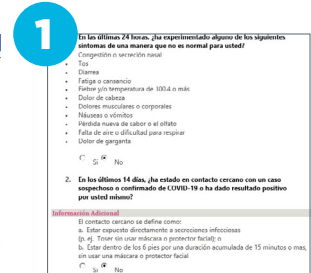 1
En las últimas 24 horas, ¿ha experimentado alguno de los siguientes
síntomas de una manera que no es normal para usted?
Congestión o secreción nasal
Tos
Diarrea
Fatiga o cansancio
Fiebre y/o temperatura de 100.4 o más
Dolor de cabeza
Dolores musculares o corporales
Náuseas o vómitos
Pérdida nueva de sabor o al olfato
Falta de aire o dificultad para respirar
Dolor de garganta
Sí No
2. En los últimos 14 días, ¿ha estado en contacto cercano con un caso
sospechoso o confirmado de COVID-19 o ha dado resultado positivo
por usted mismo?
Información Adicional
El contacto cercano se define como:
a. Estar expuesto directamente a secreciones infecciosas
(p. ej. Toser sin usar máscara o protector facial); o
b. Estar dentro de los 6 pies por una duración acumulada de 15 minutos o mas,
sin usar una máscara o protector facial
Sí No